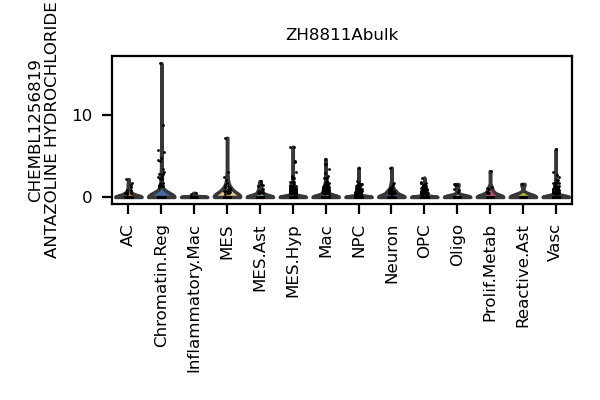 ZH8811Abulk
CHEMBL1256819
ANTAZOLINE HYDROCHLORIDE
10
0
AC
Chromatin.Reg
Inflammatory.Mac
MES
MES.Ast
MES.Hyp
Mac
NPC
Neuron
OPC
Oligo
Prolif.Metab
Reactive.Ast
Vasc